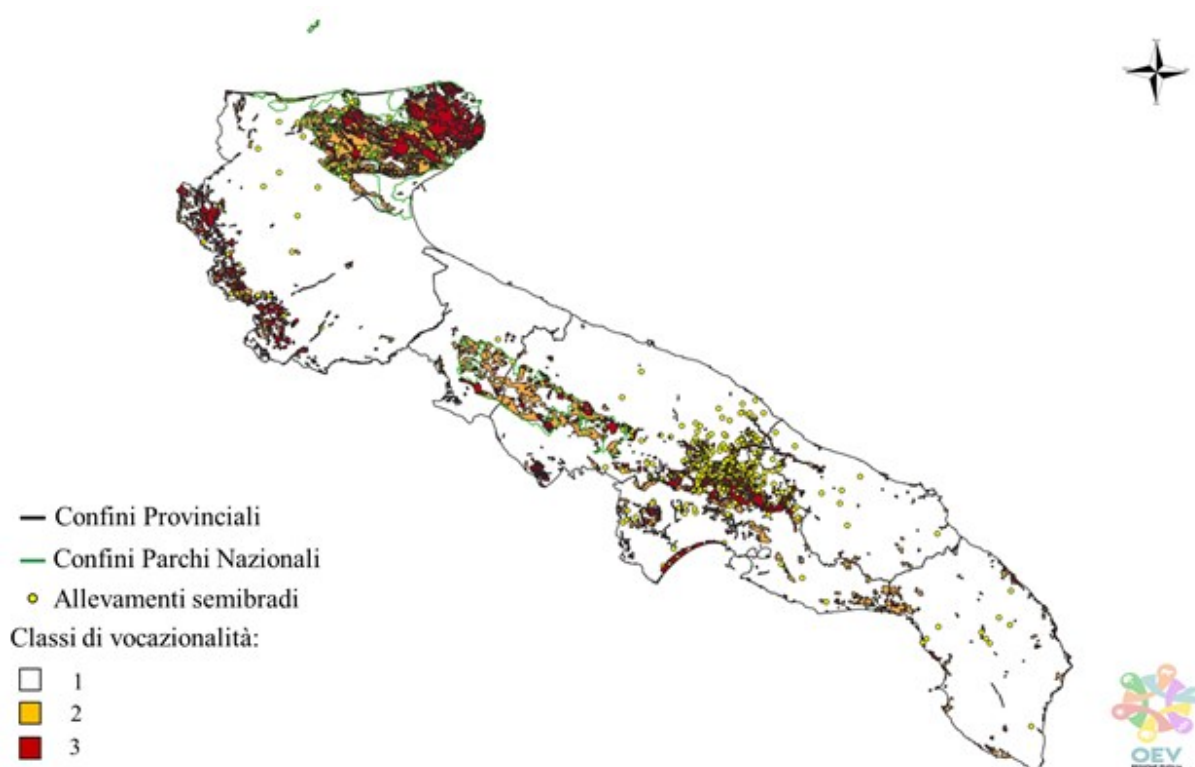 Confini Provinciali
Confini Parchi Nazionali
Allevamenti semibradi
Classi di vocazionalità:
1
2
3
OEV